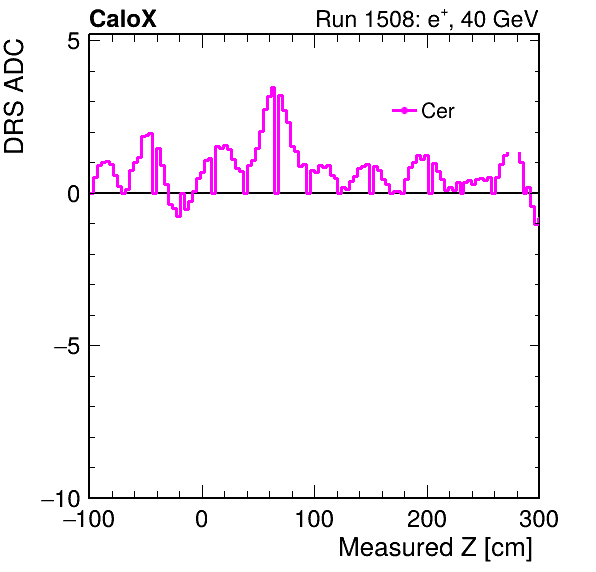 CaloX
Run 1508: e⁺, 40 GeV
DRS ADC
5
Cer
0
−5
−10
−100 0 100 200 300
Measured Z [cm]